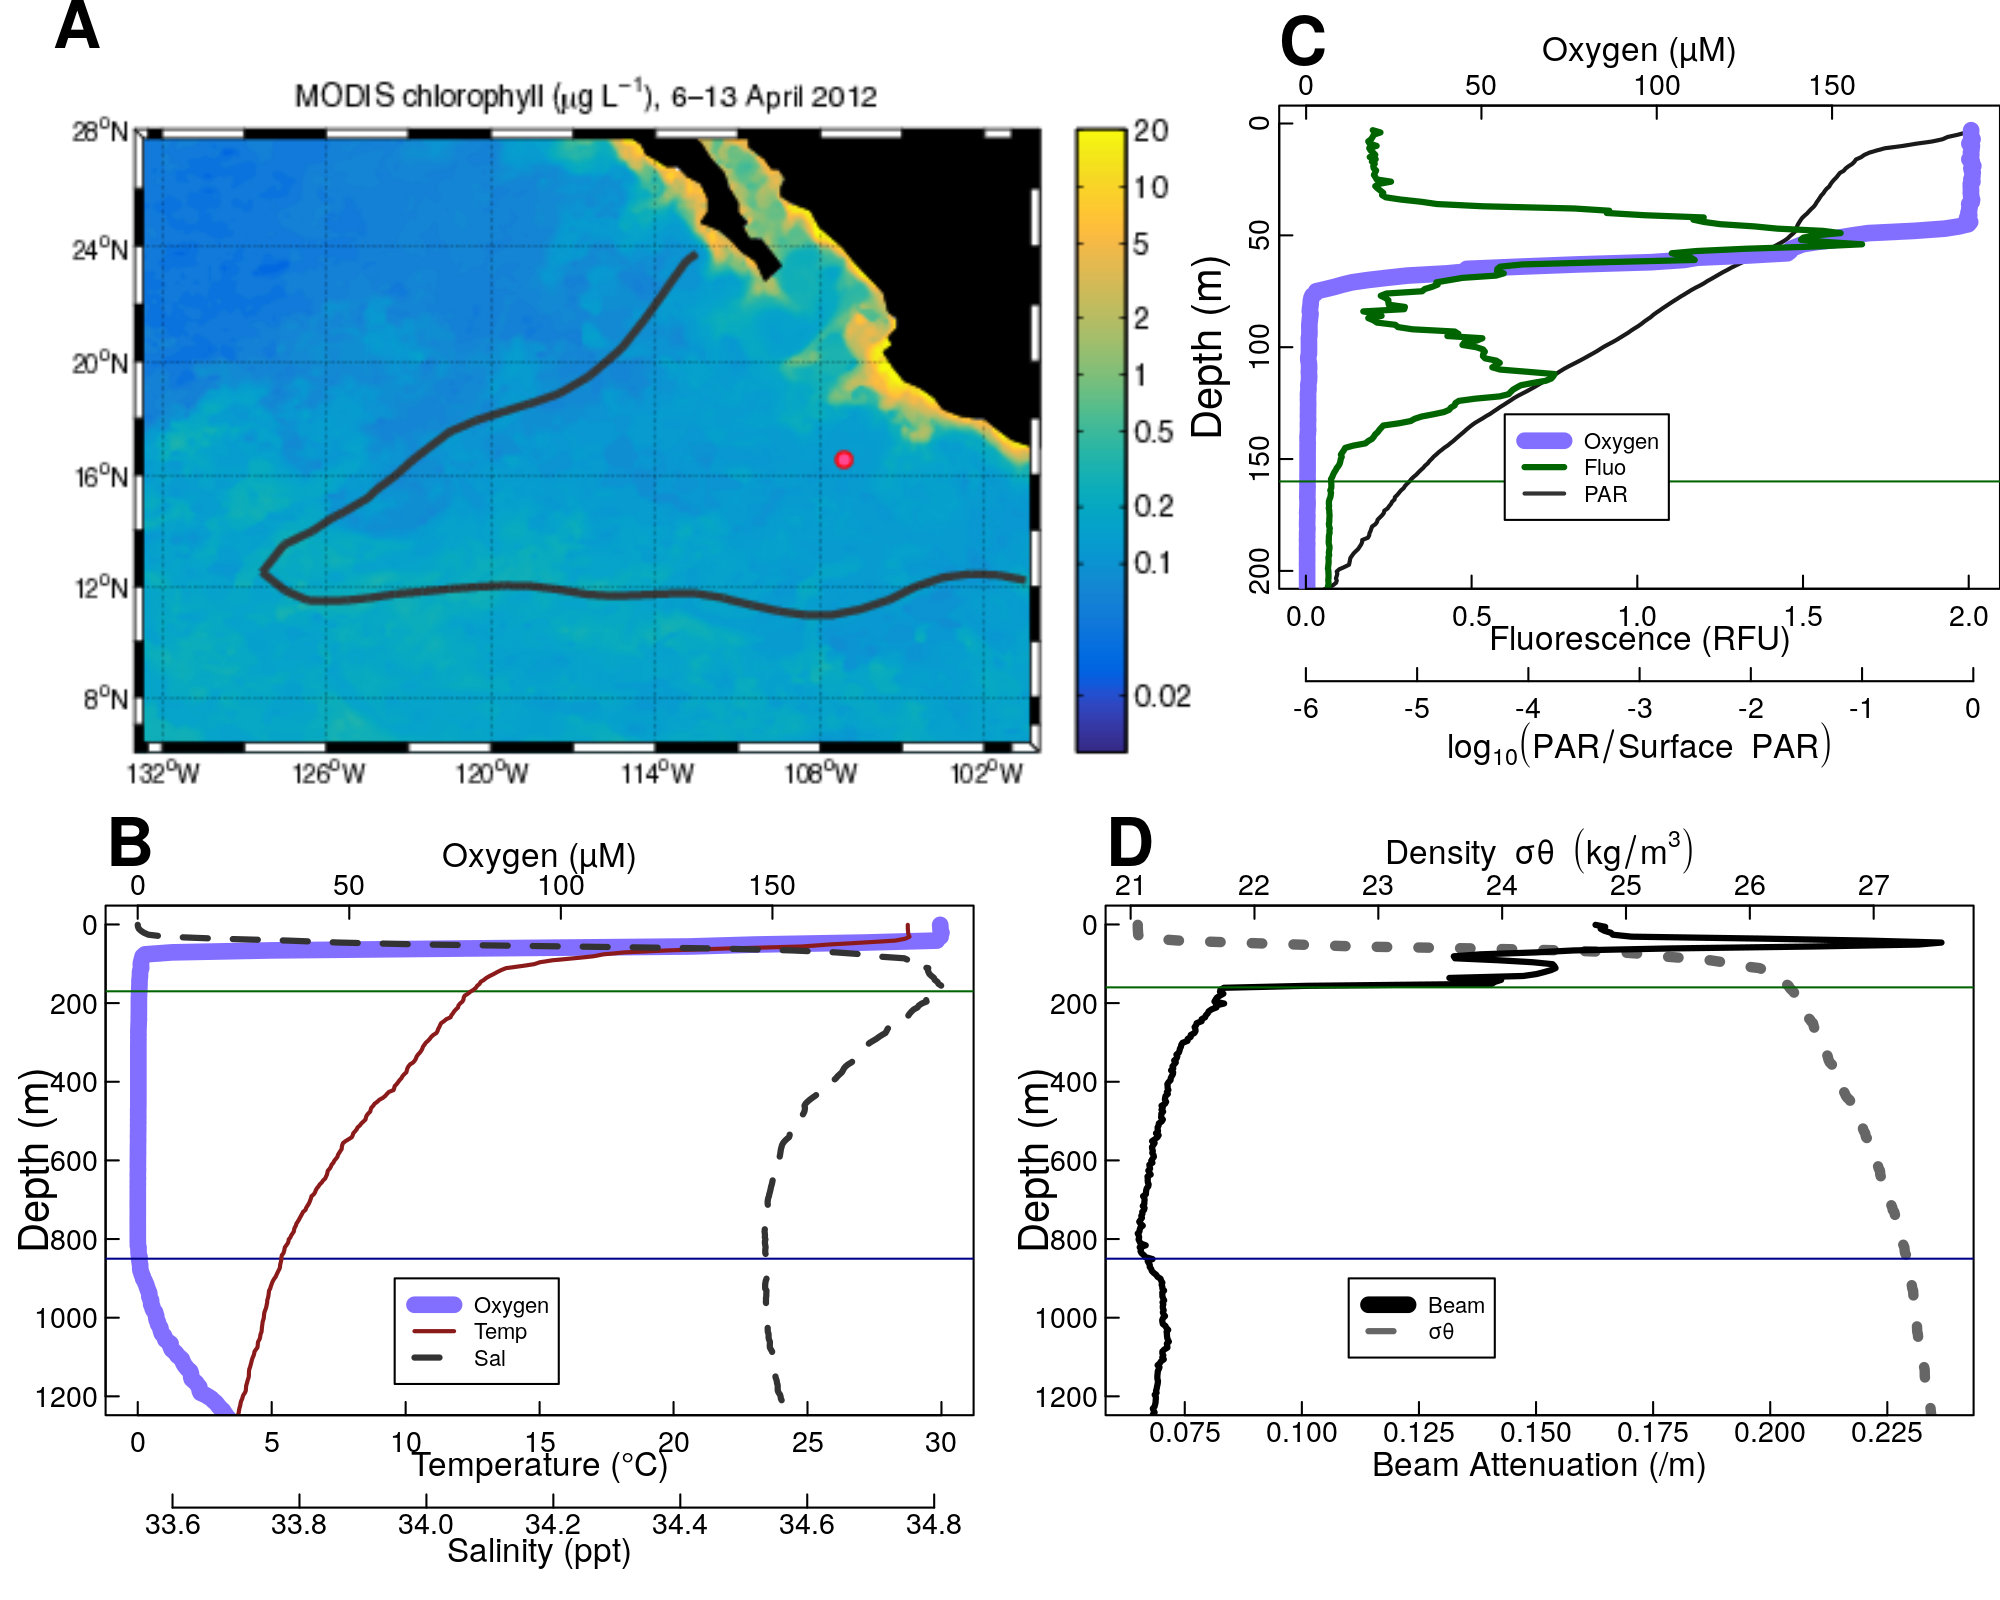 A
MODIS chlorophyll (μg L⁻¹), 6–13 April 2012
28°N
24°N
20°N
16°N
12°N
8°N
132°W 126°W 120°W 114°W 108°W 102°W
20
10
5
2
1
0.5
0.2
0.1
0.02
C
Oxygen (μM)
0 50 100 150
Depth (m)
0
50
100
150
200
Oxygen
Fluo
PAR
0.0 0.5 1.0 1.5 2.0
Fluorescence (RFU)
-6 -5 -4 -3 -2 -1 0
log₁₀(PAR/Surface PAR)
B
Oxygen (μM)
0 50 100 150
Depth (m)
0
200
400
600
800
1000
1200
Oxygen
Temp
Sal
0 5 10 15 20 25 30
Temperature (°C)
33.6 33.8 34.0 34.2 34.4 34.6 34.8
Salinity (ppt)
D
Density σθ (kg/m³)
21 22 23 24 25 26 27
Depth (m)
0
200
400
600
800
1000
1200
Beam
σθ
0.075 0.100 0.125 0.150 0.175 0.200 0.225
Beam Attenuation (/m)